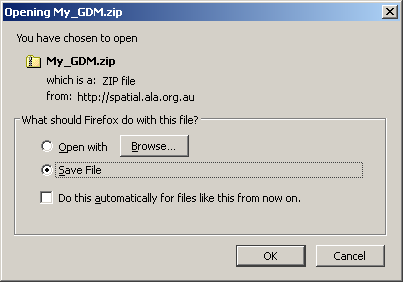 Opening My_GDM.zip
You have chosen to open
My_GDM.zip
which is a: ZIP file
from: http://spatial.ala.org.au
What should Firefox do with this file?
Open with Browse...
Save File
Do this automatically for files like this from now on.
OK Cancel